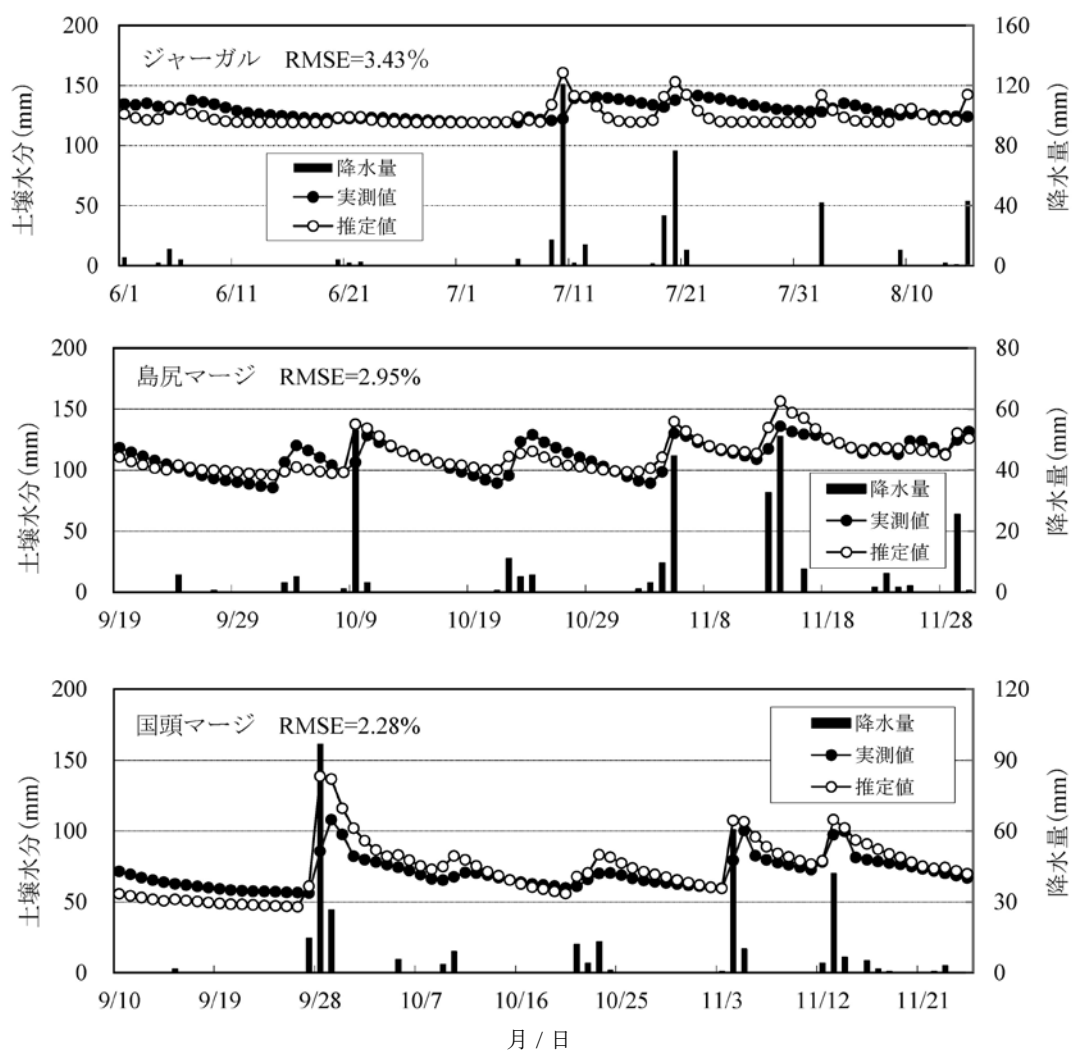 ジャーガル RMSE=3.43%
土壌水分(mm)
降水量(mm)
200
150
100
50
0
160
120
80
40
0
降水量
実測値
推定値
6/1 6/11 6/21 7/1 7/11 7/21 7/31 8/10
島尻マージ RMSE=2.95%
土壌水分(mm)
降水量(mm)
200
150
100
50
0
80
60
40
20
0
降水量
実測値
推定値
9/19 9/29 10/9 10/19 10/29 11/8 11/18 11/28
国頭マージ RMSE=2.28%
土壌水分(mm)
降水量(mm)
200
150
100
50
0
120
90
60
30
0
降水量
実測値
推定値
9/10 9/19 9/28 10/7 10/16 10/25 11/3 11/12 11/21
月 / 日